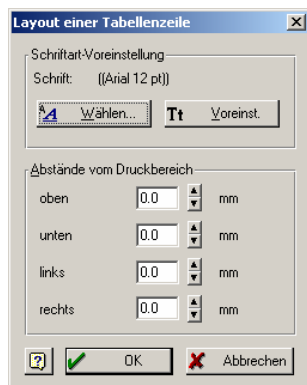 Layout einer Tabellenzeile
Schriftart-Voreinstellung
Schrift: ((Arial 12 pt))
Wählen... Voreinst.
Abstände vom Druckbereich
oben 0.0 mm
unten 0.0 mm
links 0.0 mm
rechts 0.0 mm
OK Abbrechen